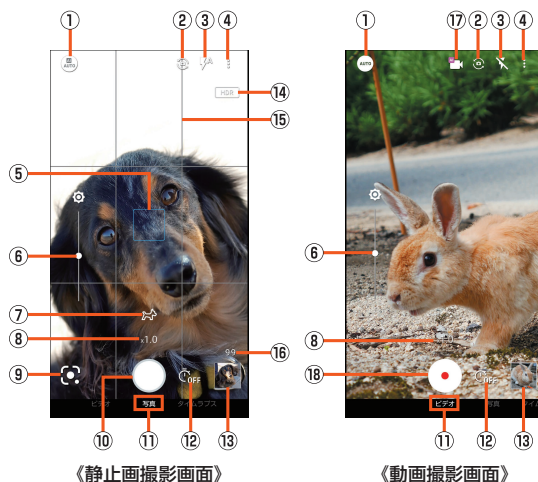 ① ② ③ ④
AUTO
HDR
⑭
⑮
⑤
⑥
⑦
⑧
x1.0
99
⑯
⑨
OFF
ビデオ 写真 タイムラプス
⑩ ⑪ ⑫ ⑬
《静止画撮影画面》
① ⑰ ② ③ ④
AUTO
⑥
⑧
⑱
OFF
ビデオ 写真
⑪ ⑫ ⑬
《動画撮影画面》